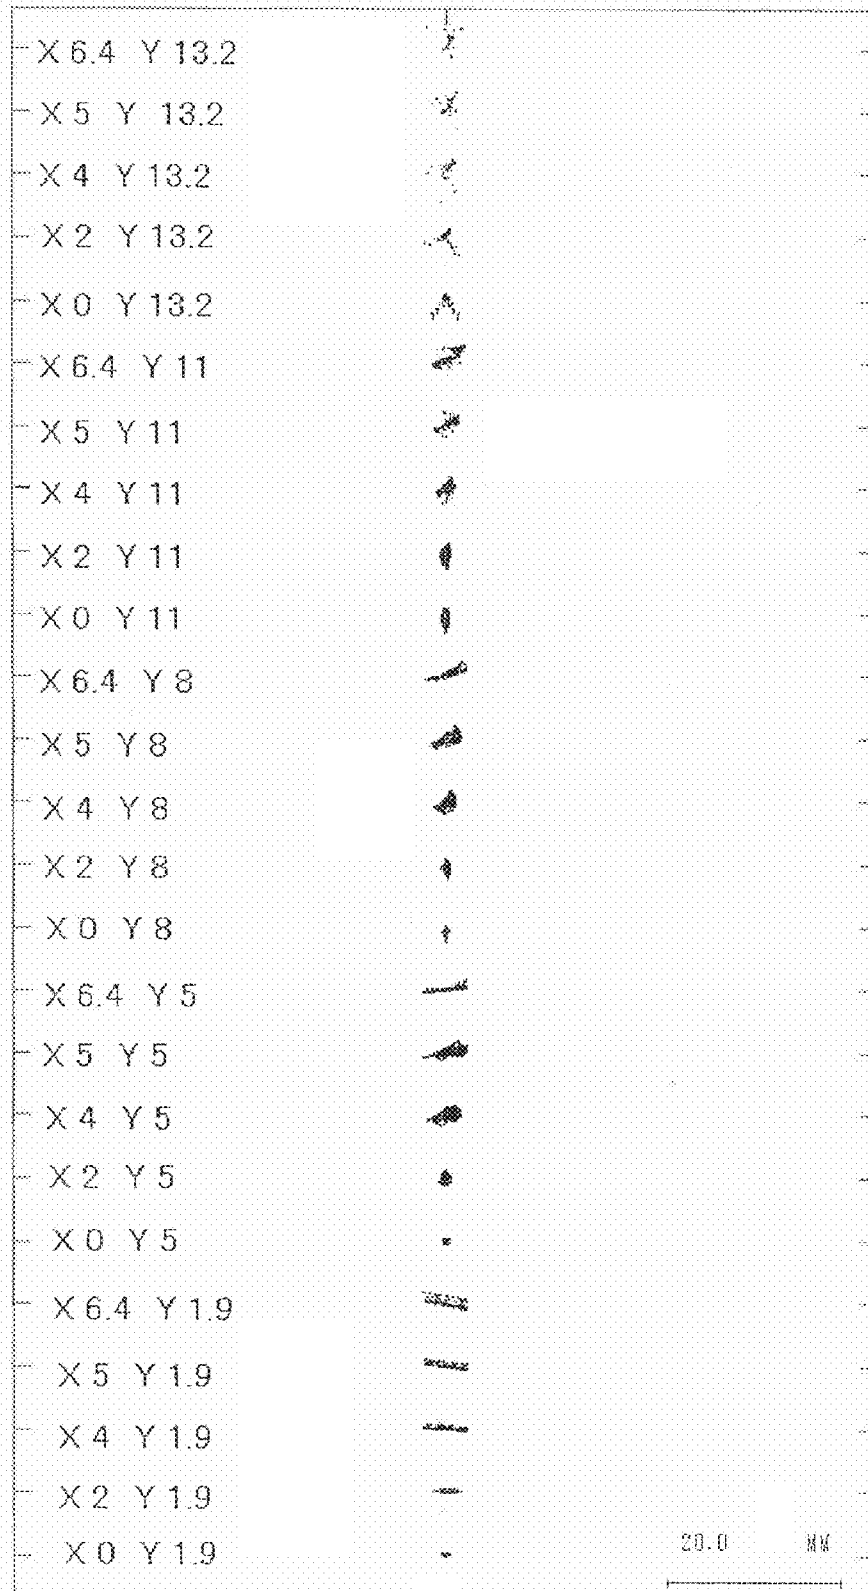 X 6.4 Y 13.2
X 5 Y 13.2
X 4 Y 13.2
X 2 Y 13.2
X 0 Y 13.2
X 6.4 Y 11
X 5 Y 11
X 4 Y 11
X 2 Y 11
X 0 Y 11
X 6.4 Y 8
X 5 Y 8
X 4 Y 8
X 2 Y 8
X 0 Y 8
X 6.4 Y 5
X 5 Y 5
X 4 Y 5
X 2 Y 5
X 0 Y 5
X 6.4 Y 1.9
X 5 Y 1.9
X 4 Y 1.9
X 2 Y 1.9
X 0 Y 1.9
20.0 MM